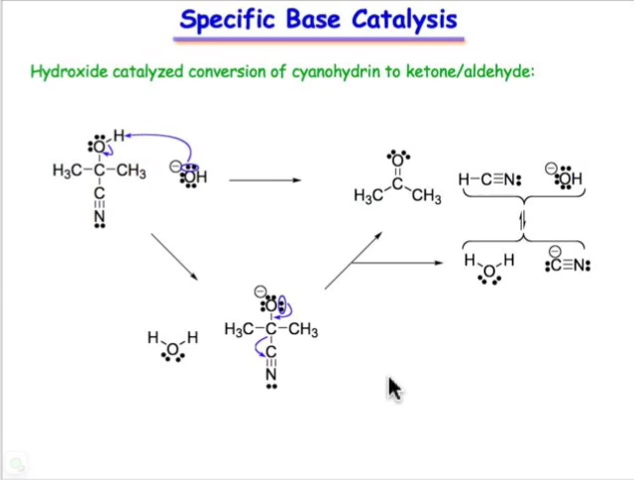 Specific Base Catalysis
Hydroxide catalyzed conversion of cyanohydrin to ketone/aldehyde:
O H
H3C-C-CH3
C
N
OH
O
C
H3C CH3
H-C≡N:
OH
H O H
:C≡N:
H O H
O
H3C-C-CH3
C
N